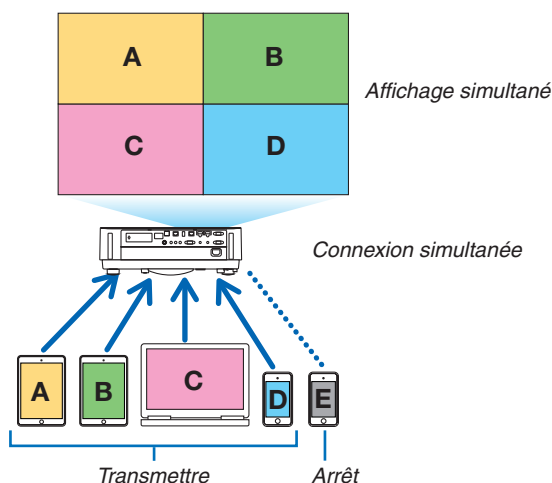 A B
Affichage simultané
C D
Connexion simultanée
A B C D E
Transmettre Arrêt